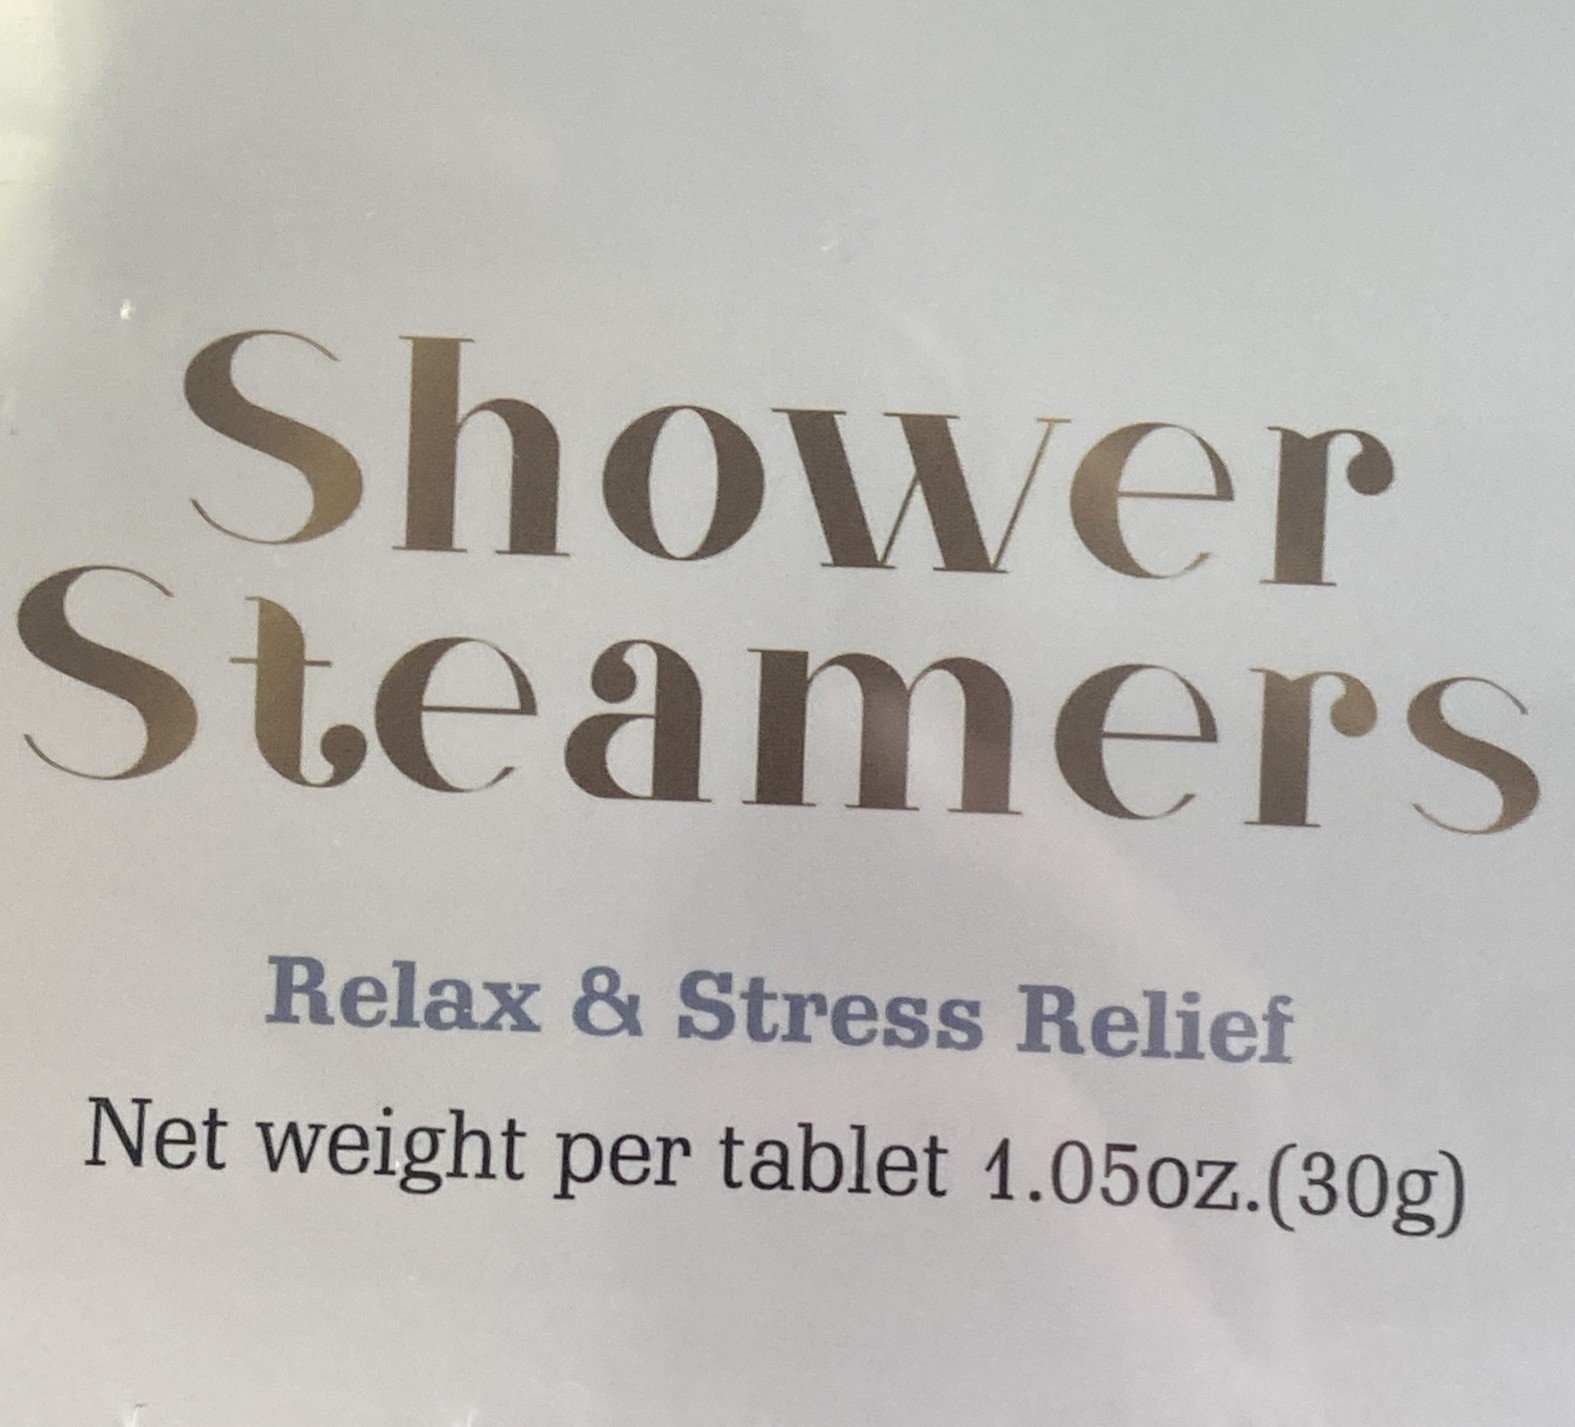 Shower
Steamers
Relax & Stress Relief
Net weight per tablet 1.05oz.(30g)